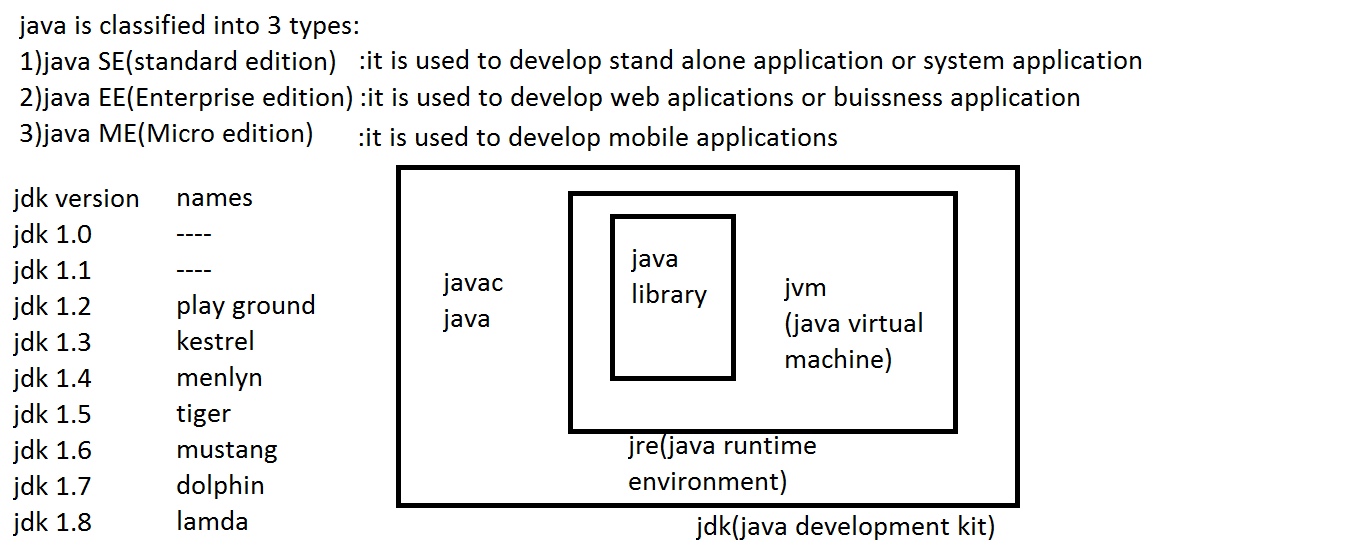 java is classified into 3 types:
1)java SE(standard edition) :it is used to develop stand alone application or system application
2)java EE(Enterprise edition) :it is used to develop web aplications or buissness application
3)java ME(Micro edition) :it is used to develop mobile applications
jdk version names
jdk 1.0 ----
jdk 1.1 ----
jdk 1.2 play ground
jdk 1.3 kestrel
jdk 1.4 menlyn
jdk 1.5 tiger
jdk 1.6 mustang
jdk 1.7 dolphin
jdk 1.8 lamda
javac
java
java
library
jvm
(java virtual
machine)
jre(java runtime
environment)
jdk(java development kit)